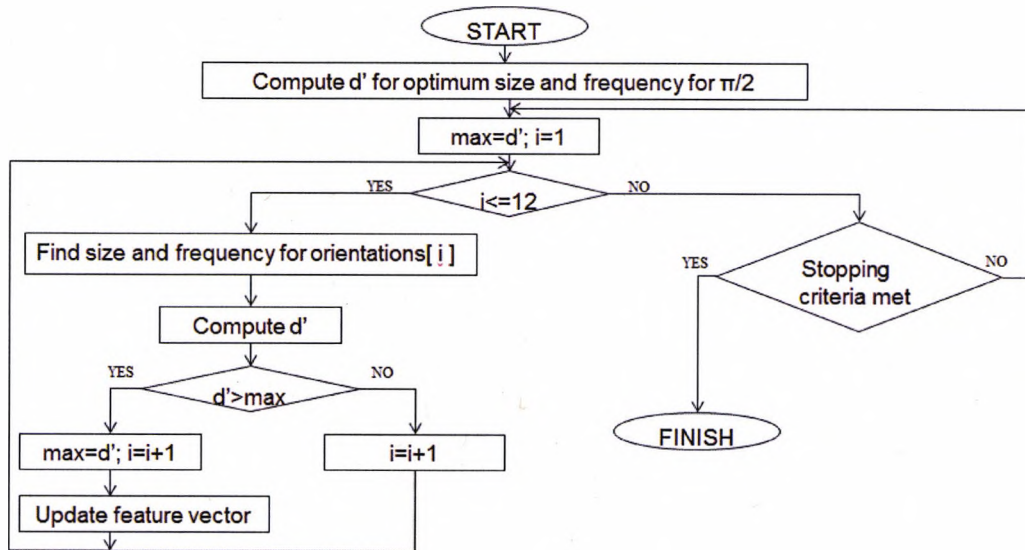 START
Compute d' for optimum size and frequency for π/2
max=d'; i=1
i<=12
YES
NO
Find size and frequency for orientations[ i ]
Compute d'
d'>max
YES
NO
max=d'; i=i+1
i=i+1
Update feature vector
Stopping
criteria met
YES
NO
FINISH